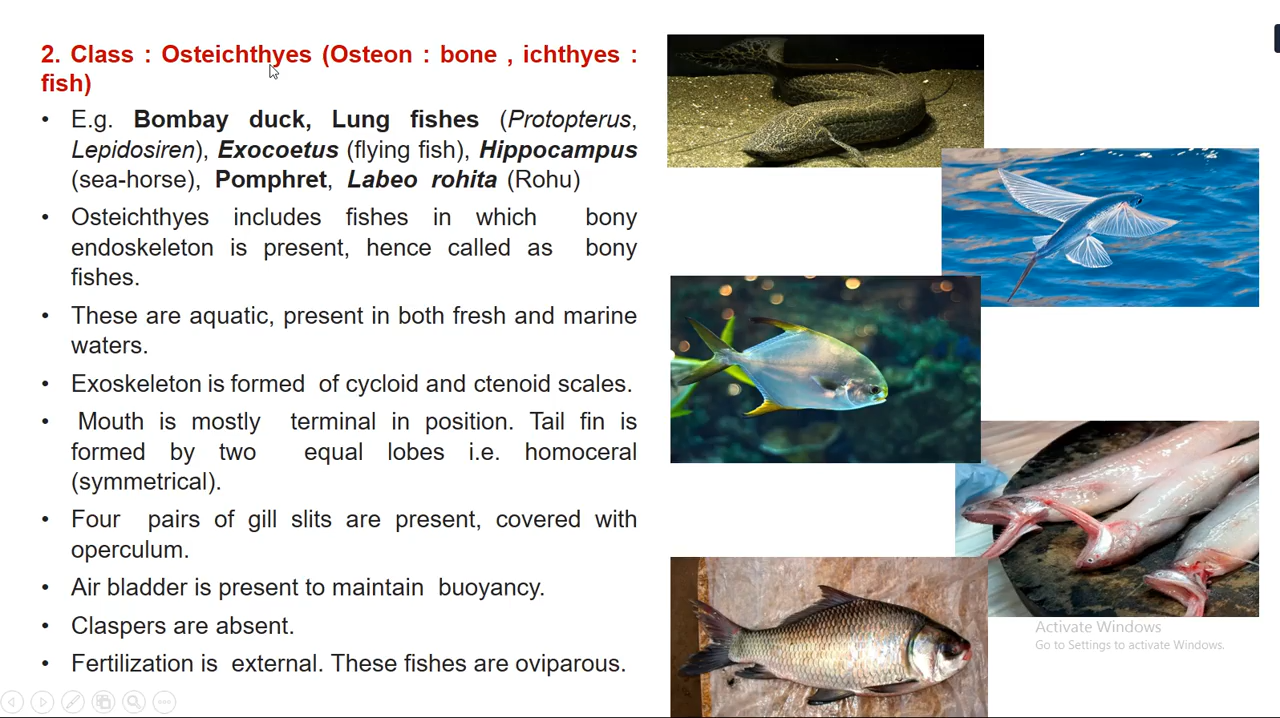 2. Class : Osteichthyes (Osteon : bone , ichthyes :
fish)
• E.g. Bombay duck, Lung fishes (Protopterus,
Lepidosiren), Exocoetus (flying fish), Hippocampus
(sea-horse), Pomphret, Labeo rohita (Rohu)
• Osteichthyes includes fishes in which bony
endoskeleton is present, hence called as bony
fishes.
• These are aquatic, present in both fresh and marine
waters.
• Exoskeleton is formed of cycloid and ctenoid scales.
• Mouth is mostly terminal in position. Tail fin is
formed by two equal lobes i.e. homoceral
(symmetrical).
• Four pairs of gill slits are present, covered with
operculum.
• Air bladder is present to maintain buoyancy.
• Claspers are absent.
• Fertilization is external. These fishes are oviparous.
Activate Windows
Go to Settings to activate Windows.